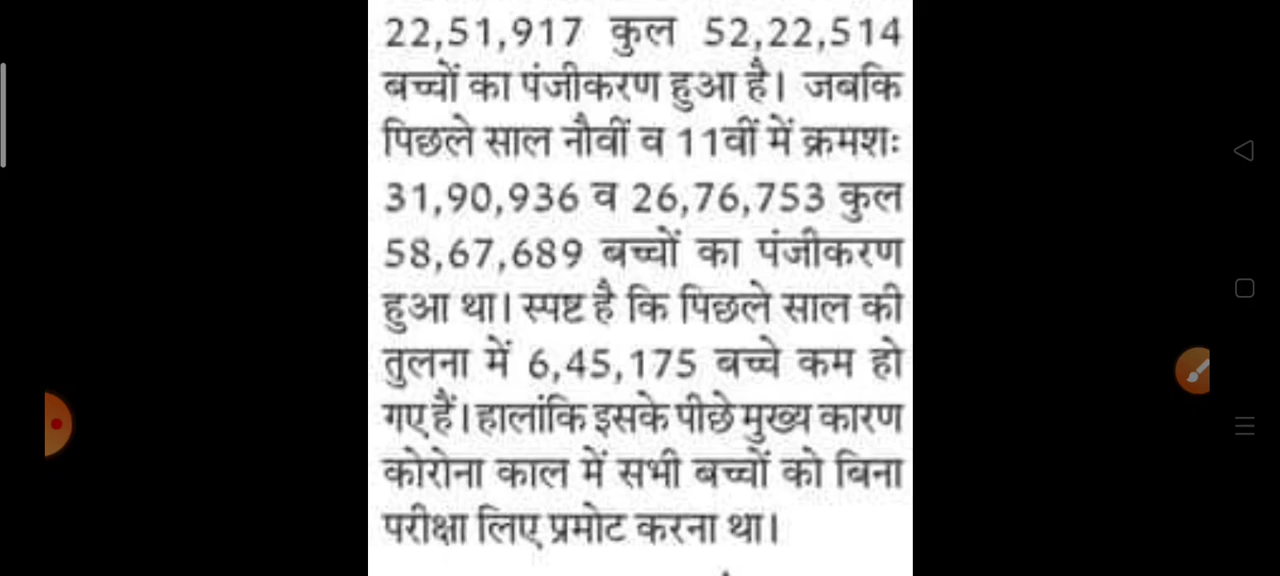 22,51,917 कुल 52,22,514
बच्चों का पंजीकरण हुआ है। जबकि
पिछले साल नौवीं व 11वीं में क्रमशः
31,90,936 व 26,76,753 कुल
58,67,689 बच्चों का पंजीकरण
हुआ था। स्पष्ट है कि पिछले साल की
तुलना में 6,45,175 बच्चे कम हो
गए हैं। हालांकि इसके पीछे मुख्य कारण
कोरोना काल में सभी बच्चों को बिना
परीक्षा लिए प्रमोट करना था।